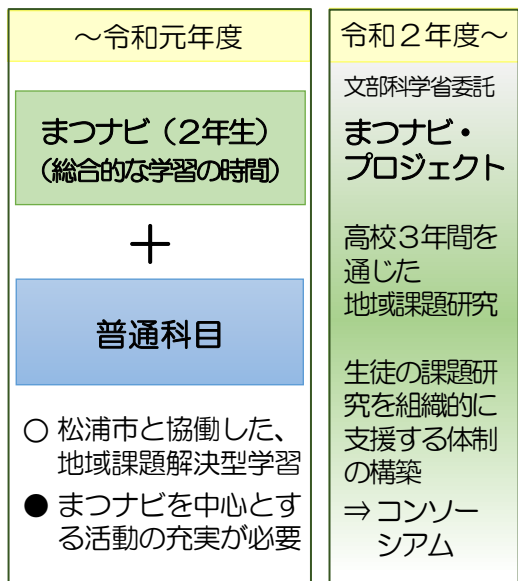 ～令和元年度
まつナビ（２年生）
（総合的な学習の時間）
＋
普通科目
○ 松浦市と協働した、
地域課題解決型学習
● まつナビを中心とす
る活動の充実が必要
令和２年度～
文部科学省委託
まつナビ・
プロジェクト
高校３年間を
通じた
地域課題研究
生徒の課題研
究を組織的に
支援する体制
の構築
⇒コンソー
シアム